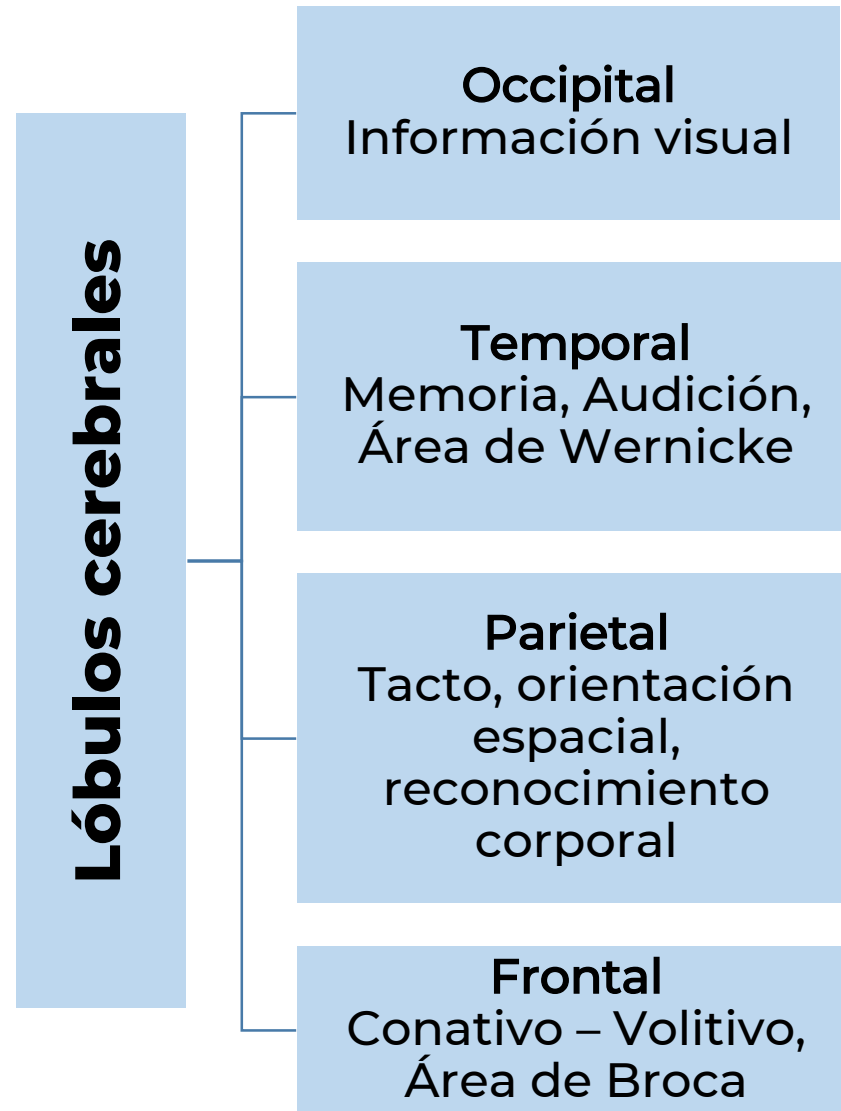 Lóbulos cerebrales
Occipital
Información visual
Temporal
Memoria, Audición,
Área de Wernicke
Parietal
Tacto, orientación
espacial,
reconocimiento
corporal
Frontal
Conativo – Volitivo,
Área de Broca